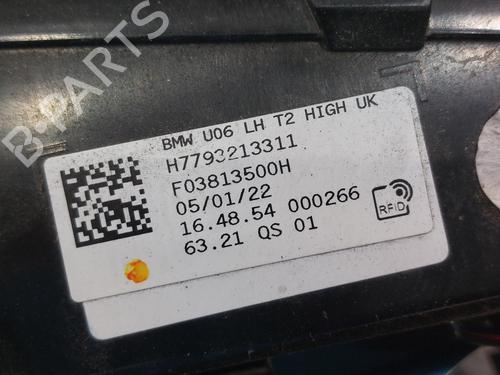 BMW U06 LH T2 HIGH UK
H7793213311
F03813500H
05/01/22
16.48.54 000266
63.21 QS 01
RFID
B-PARTS